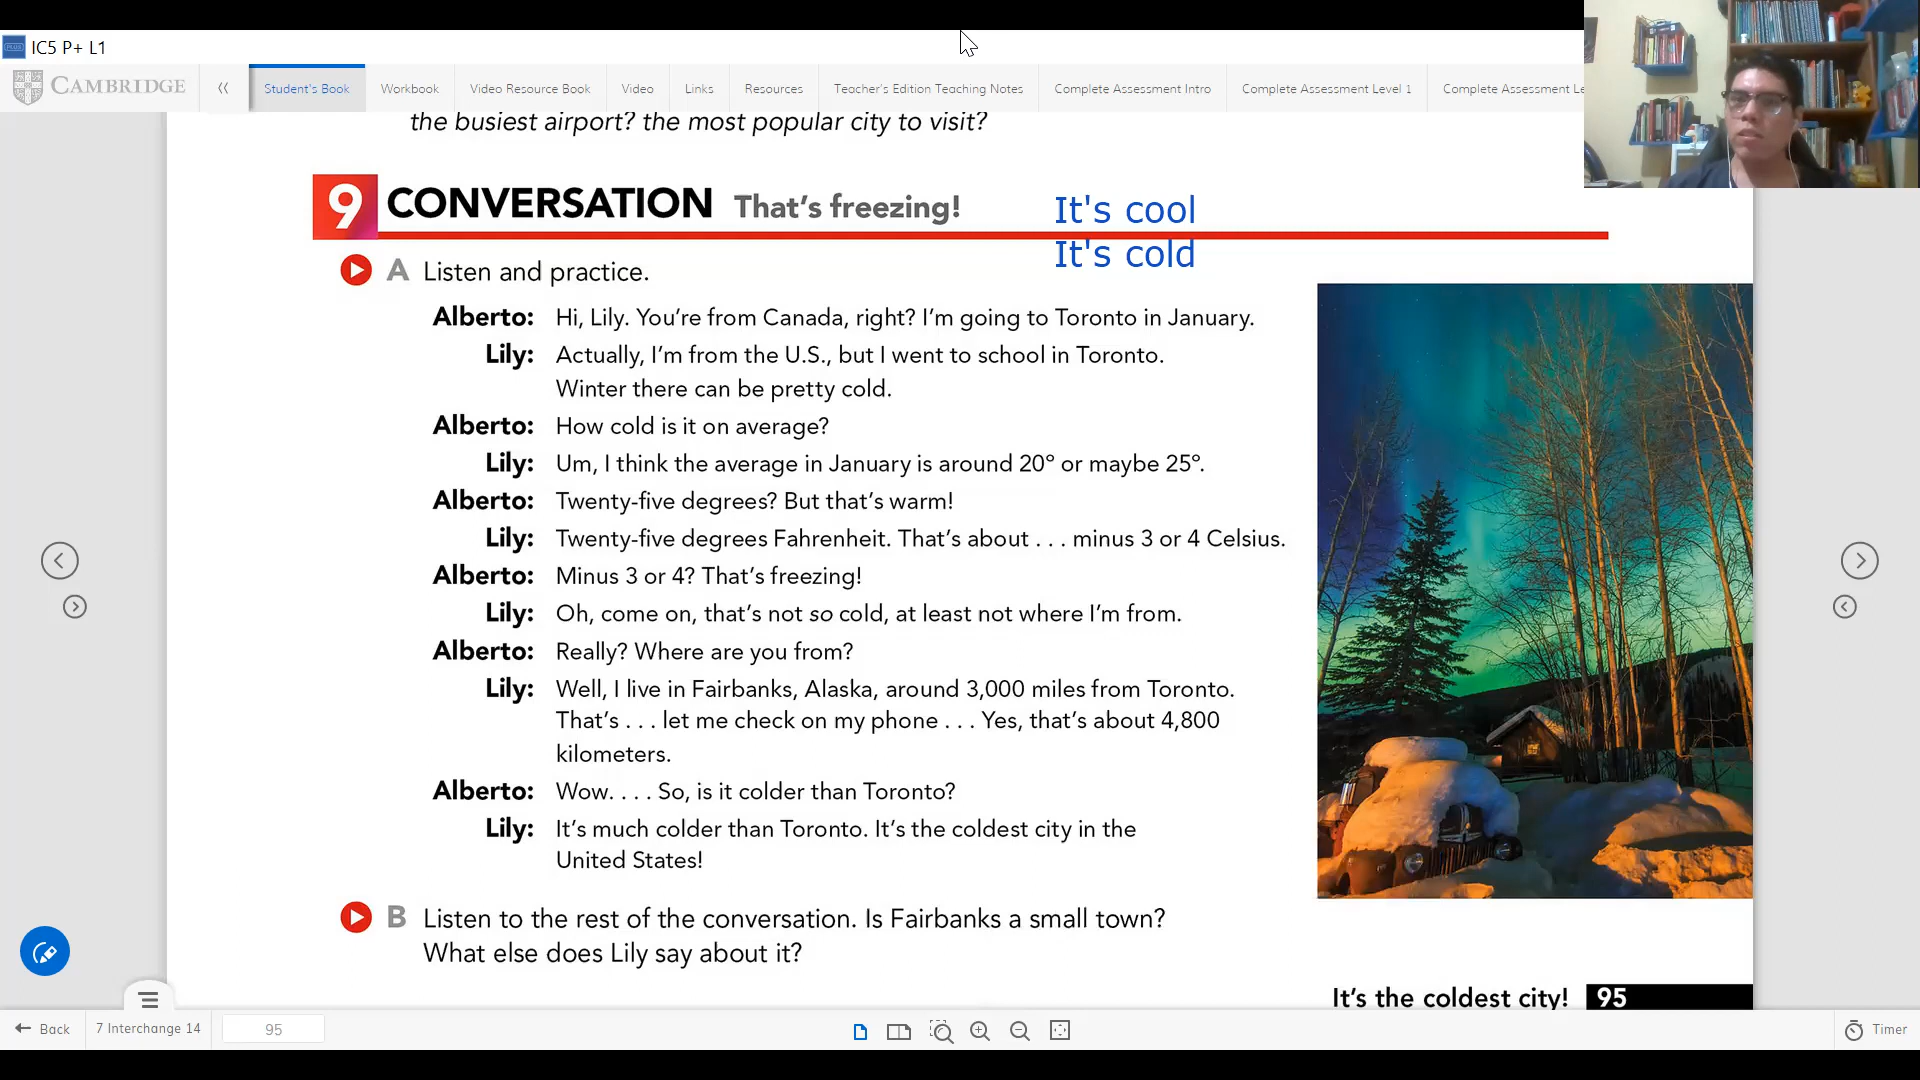 IC5 P+ L1
CAMBRIDGE
Student's Book
Workbook
Video Resource Book
Video
Links
Resources
Teacher's Edition Teaching Notes
Complete Assessment Intro
Complete Assessment Level 1
Complete Assessment Le
the busiest airport? the most popular city to visit?
9 CONVERSATION That's freezing!
It's cool
It's cold
A Listen and practice.
Alberto: Hi, Lily. You're from Canada, right? I'm going to Toronto in January.
Lily: Actually, I'm from the U.S., but I went to school in Toronto.
Winter there can be pretty cold.
Alberto: How cold is it on average?
Lily: Um, I think the average in January is around 20º or maybe 25º.
Alberto: Twenty-five degrees? But that's warm!
Lily: Twenty-five degrees Fahrenheit. That's about . . . minus 3 or 4 Celsius.
Alberto: Minus 3 or 4? That's freezing!
Lily: Oh, come on, that's not so cold, at least not where I'm from.
Alberto: Really? Where are you from?
Lily: Well, I live in Fairbanks, Alaska, around 3,000 miles from Toronto.
That's . . . let me check on my phone . . . Yes, that's about 4,800
kilometers.
Alberto: Wow. . . . So, is it colder than Toronto?
Lily: It's much colder than Toronto. It's the coldest city in the
United States!
B Listen to the rest of the conversation. Is Fairbanks a small town?
What else does Lily say about it?
It's the coldest city! 95
Back
7 Interchange 14
95
Timer